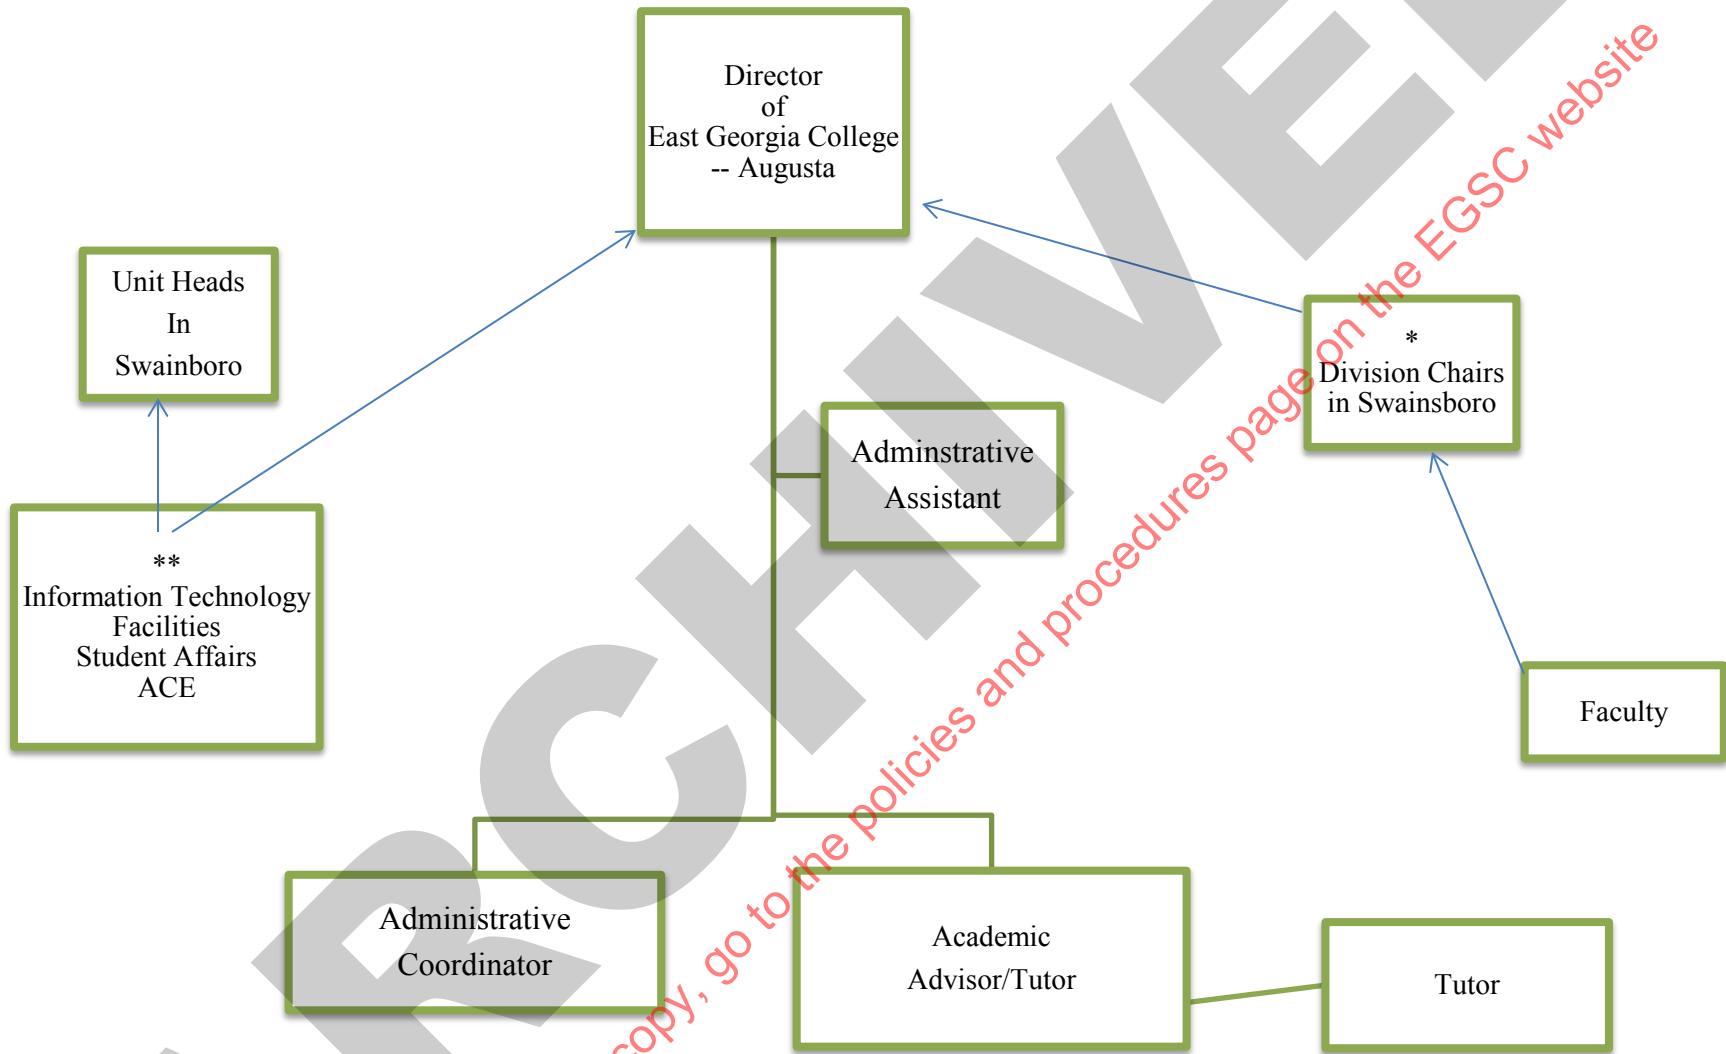 Director
of
East Georgia College
-- Augusta
Unit Heads
In
Swainboro
*
Division Chairs
in Swainsboro
Adminstrative
Assistant
**
Information Technology
Facilities
Student Affairs
ACE
Faculty
Administrative
Coordinator
Academic
Advisor/Tutor
Tutor
RCHIVE
copy, go to the policies and procedures page on the EGSC website